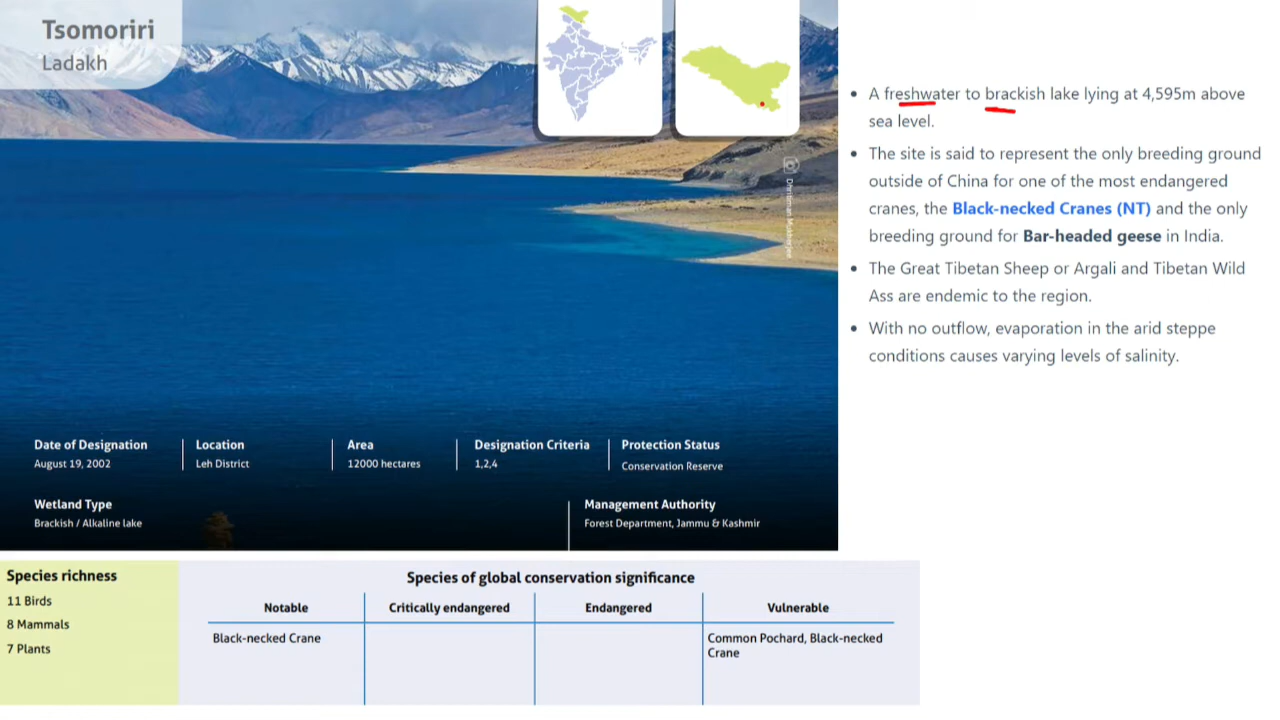 Tsomoriri
Ladakh
• A freshwater to brackish lake lying at 4,595m above
sea level.
• The site is said to represent the only breeding ground
outside of China for one of the most endangered
cranes, the Black-necked Cranes (NT) and the only
breeding ground for Bar-headed geese in India.
• The Great Tibetan Sheep or Argali and Tibetan Wild
Ass are endemic to the region.
• With no outflow, evaporation in the arid steppe
conditions causes varying levels of salinity.
Date of Designation
August 19, 2002
Location
Leh District
Area
12000 hectares
Designation Criteria
1,2,4
Protection Status
Conservation Reserve
Wetland Type
Brackish / Alkaline lake
Management Authority
Forest Department, Jammu & Kashmir
Species richness
11 Birds
8 Mammals
7 Plants
Species of global conservation significance
Notable
Critically endangered
Endangered
Vulnerable
Black-necked Crane
Common Pochard, Black-necked
Crane